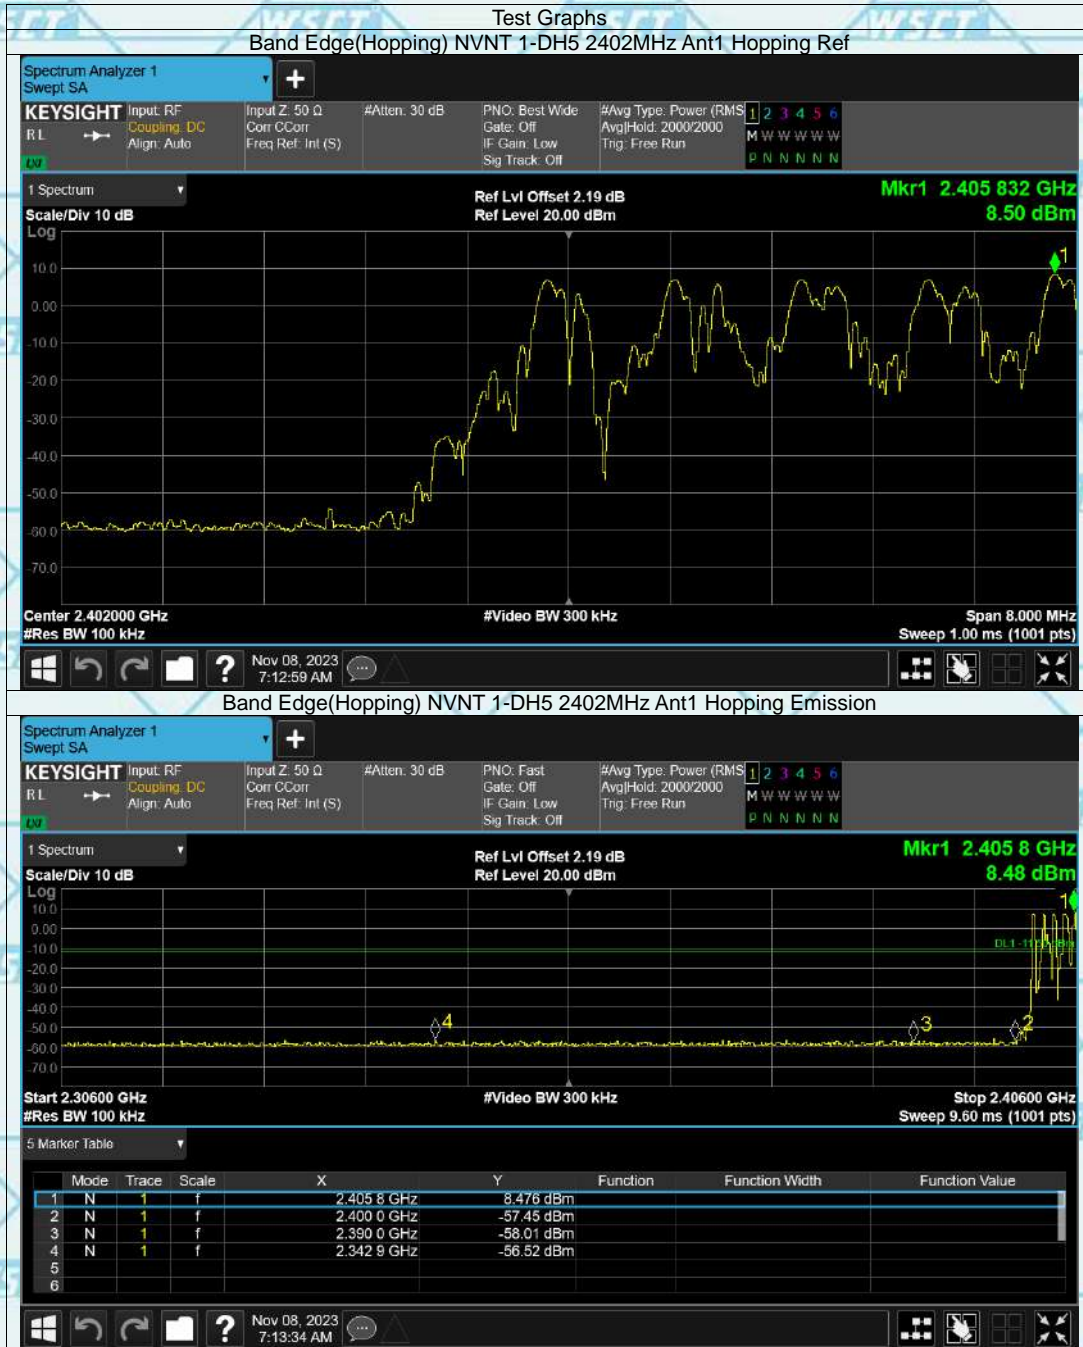 Test Graphs
Band Edge(Hopping) NVNT 1-DH5 2402MHz Ant1 Hopping Ref
Spectrum Analyzer 1
Swept SA
+
KEYSIGHT Input: RF Input Z: 50 Ω #Atten: 30 dB PNO: Best Wide #Avg Type: Power (RMS 1 2 3 4 5 6
RL Coupling: DC Corr CCorr Gate: Off Avg|Hold: 2000/2000 M W W W W W
Align: Auto Freq Ref: Int (S) IF Gain: Low Trig: Free Run
LXI Sig Track: Off P N N N N N
1 Spectrum Ref Lvl Offset 2.19 dB Mkr1 2.405 832 GHz
Scale/Div 10 dB Ref Level 20.00 dBm 8.50 dBm
Log
1
10.0
0.00
-10.0
-20.0
-30.0
-40.0
-50.0
-60.0
-70.0
Center 2.402000 GHz #Video BW 300 kHz Span 8.000 MHz
#Res BW 100 kHz Sweep 1.00 ms (1001 pts)
? Nov 08, 2023
7:12:59 AM
Band Edge(Hopping) NVNT 1-DH5 2402MHz Ant1 Hopping Emission
Spectrum Analyzer 1
Swept SA
+
KEYSIGHT Input: RF Input Z: 50 Ω #Atten: 30 dB PNO: Fast #Avg Type: Power (RMS 1 2 3 4 5 6
RL Coupling: DC Corr CCorr Gate: Off Avg|Hold: 2000/2000 M W W W W W
Align: Auto Freq Ref: Int (S) IF Gain: Low Trig: Free Run
LXI Sig Track: Off P N N N N N
1 Spectrum Ref Lvl Offset 2.19 dB Mkr1 2.405 8 GHz
Scale/Div 10 dB Ref Level 20.00 dBm 8.48 dBm
Log
1
10.0
0.00
-10.0 DL1
-20.0
-30.0
-40.0
-50.0 4 3 2
-60.0
-70.0
Start 2.30600 GHz #Video BW 300 kHz Stop 2.40600 GHz
#Res BW 100 kHz Sweep 9.60 ms (1001 pts)
5 Marker Table
Mode Trace Scale X Y Function Function Width Function Value
1 N 1 f 2.405 8 GHz 8.476 dBm
2 N 1 f 2.400 0 GHz -57.45 dBm
3 N 1 f 2.390 0 GHz -58.01 dBm
4 N 1 f 2.342 9 GHz -56.52 dBm
5
6
? Nov 08, 2023
7:13:34 AM